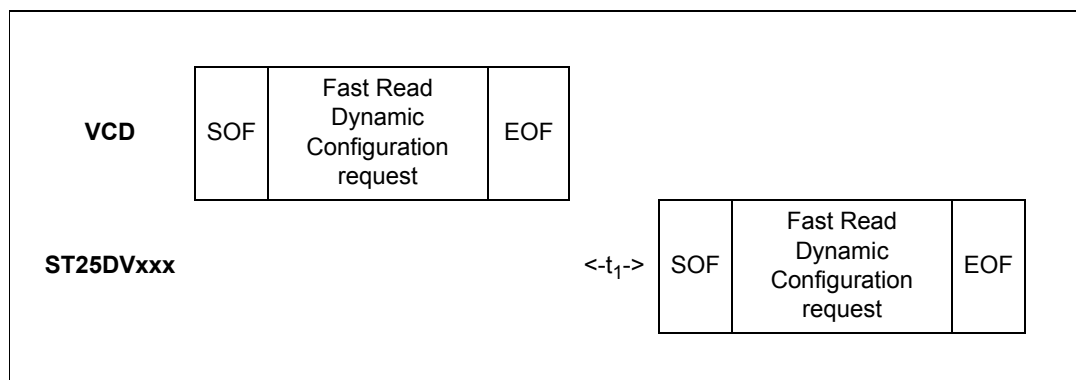 VCD SOF Fast Read Dynamic Configuration request EOF
ST25DVxxx <-t1-> SOF Fast Read Dynamic Configuration request EOF